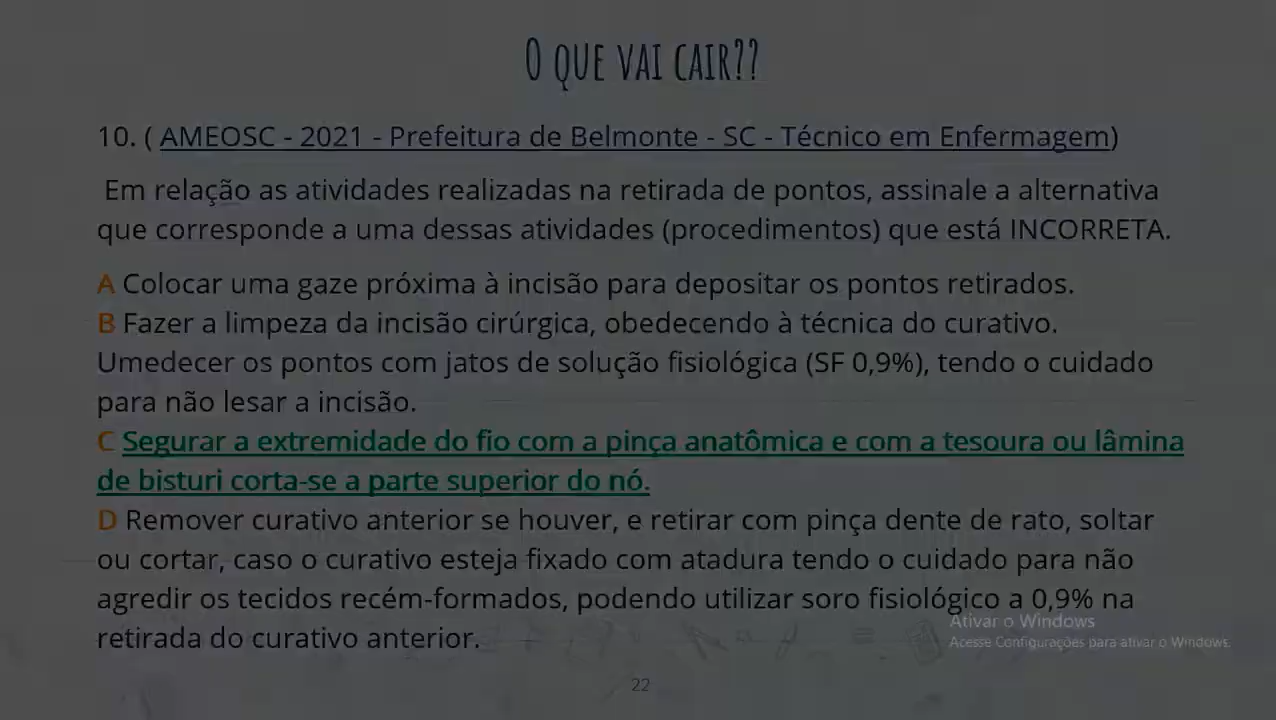 O que vai cair??
10. ( AMEOSC - 2021 - Prefeitura de Belmonte - SC - Técnico em Enfermagem)
Em relação as atividades realizadas na retirada de pontos, assinale a alternativa
que corresponde a uma dessas atividades (procedimentos) que está INCORRETA.
A Colocar uma gaze próxima à incisão para depositar os pontos retirados.
B Fazer a limpeza da incisão cirúrgica, obedecendo à técnica do curativo.
Umedecer os pontos com jatos de solução fisiológica (SF 0,9%), tendo o cuidado
para não lesar a incisão.
C Segurar a extremidade do fio com a pinça anatômica e com a tesoura ou lâmina
de bisturi corta-se a parte superior do nó.
D Remover curativo anterior se houver, e retirar com pinça dente de rato, soltar
ou cortar, caso o curativo esteja fixado com atadura tendo o cuidado para não
agredir os tecidos recém-formados, podendo utilizar soro fisiológico a 0,9% na
retirada do curativo anterior.
Ativar o Windows
Acesse Configurações para ativar o Windows.
22